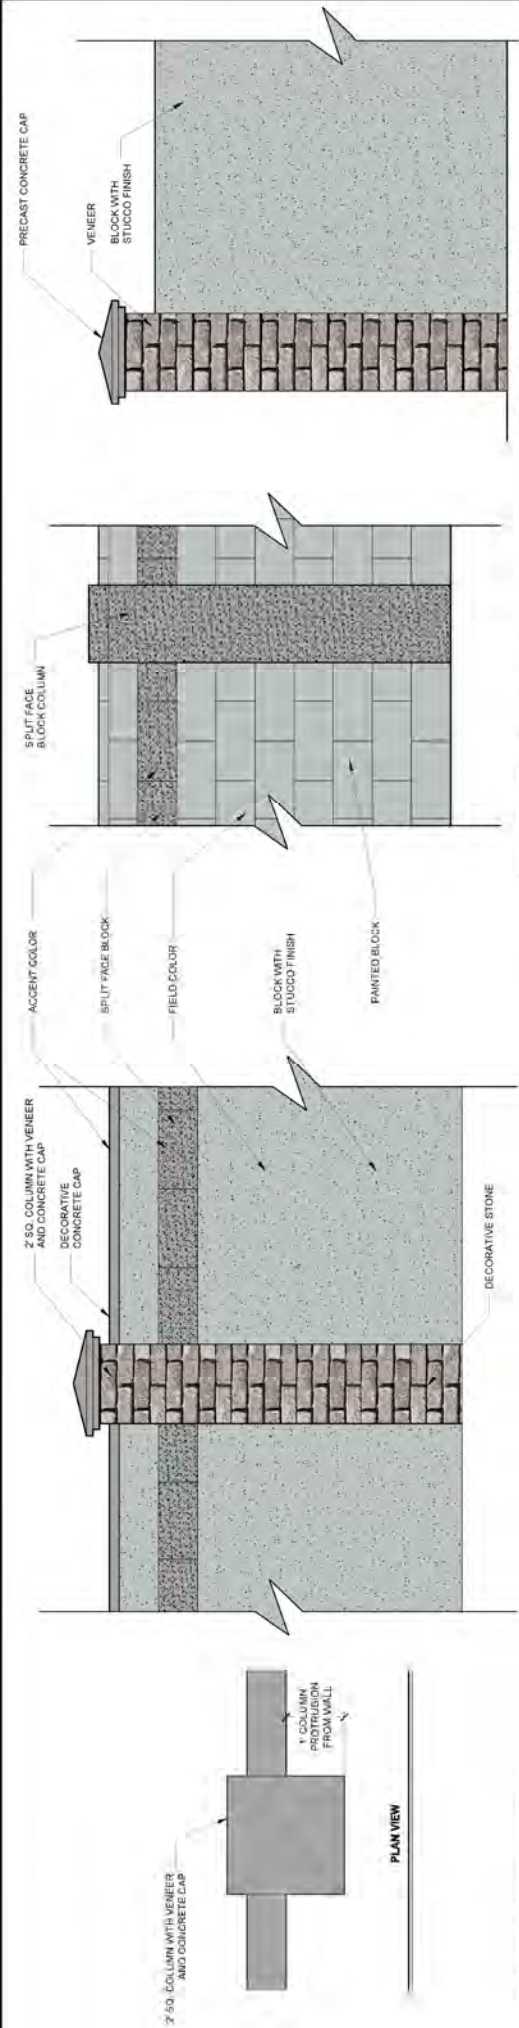 2' SQ. COLUMN WITH VENEER
AND CONCRETE CAP
1' COLUMN
PROTRUSION
FROM WALL
PLAN VIEW
2' SQ. COLUMN WITH VENEER
AND CONCRETE CAP
DECORATIVE
CONCRETE CAP
DECORATIVE STONE
ACCENT COLOR
SPLIT FACE BLOCK
FIELD COLOR
BLOCK WITH
STUCCO FINISH
PAINTED BLOCK
SPLIT FACE
BLOCK COLUMN
PRECAST CONCRETE CAP
VENEER
BLOCK WITH
STUCCO FINISH